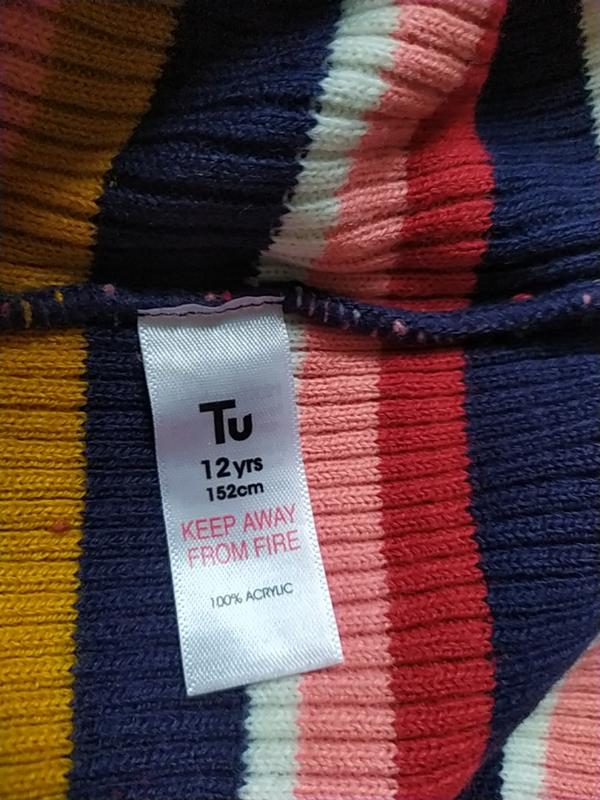 Tu
12 yrs
152cm
KEEP AWAY
FROM FIRE
100% ACRYLIC